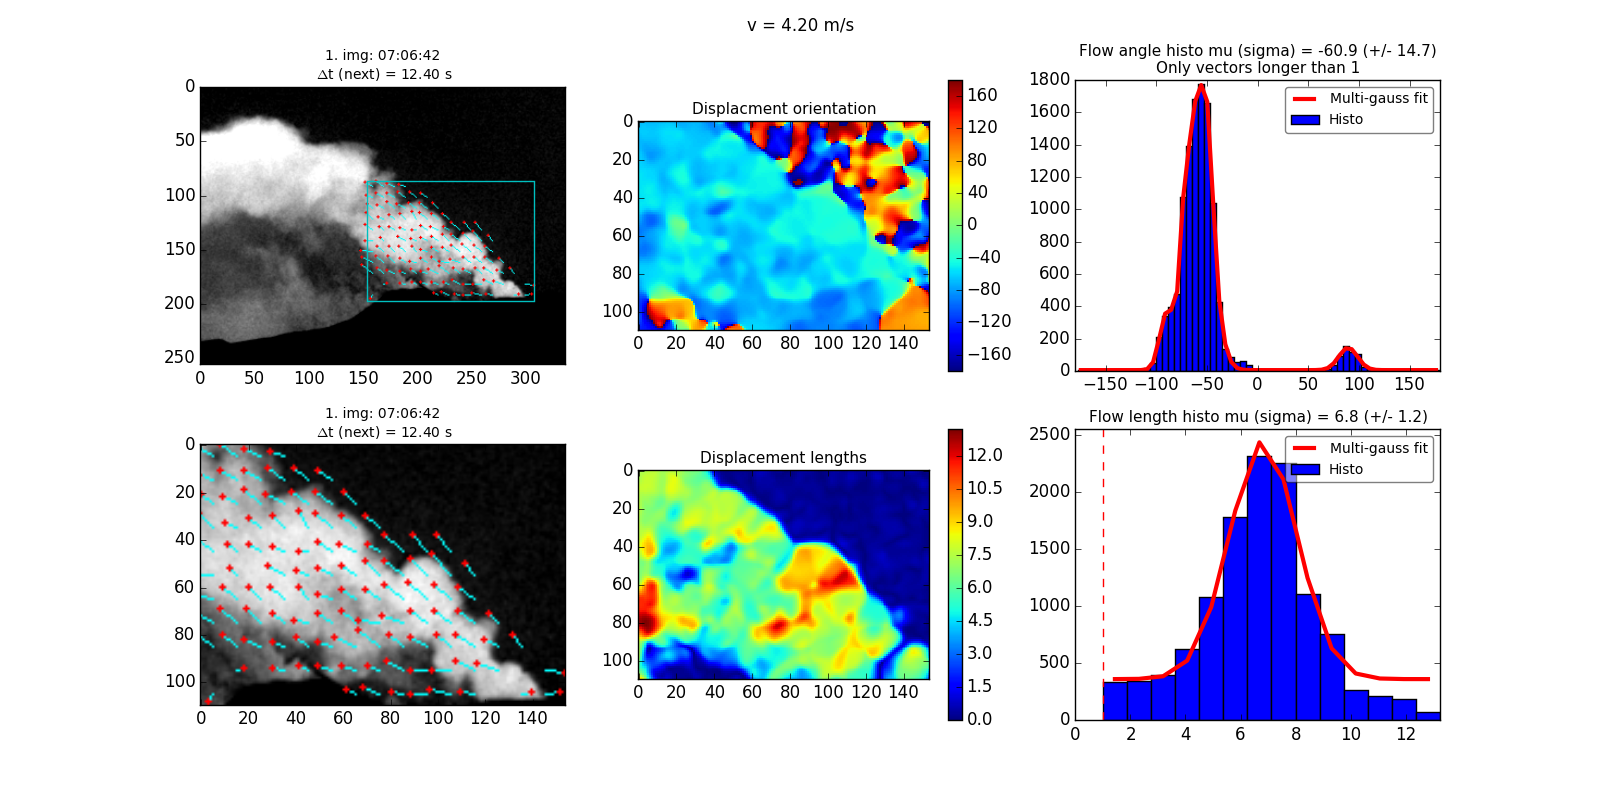 v = 4.20 m/s
1. img: 07:06:42
Δt (next) = 12.40 s
0
50
100
150
200
250
0 50 100 150 200 250 300
Displacment orientation
0
20
40
60
80
100
0 20 40 60 80 100 120 140
160
120
80
40
0
−40
−80
−120
−160
Flow angle histo mu (sigma) = -60.9 (+/- 14.7)
Only vectors longer than 1
Multi-gauss fit
Histo
1800
1600
1400
1200
1000
800
600
400
200
0
−150 −100 −50 0 50 100 150
1. img: 07:06:42
Δt (next) = 12.40 s
0
20
40
60
80
100
0 20 40 60 80 100 120 140
Displacement lengths
0
20
40
60
80
100
0 20 40 60 80 100 120 140
12.0
10.5
9.0
7.5
6.0
4.5
3.0
1.5
0.0
Flow length histo mu (sigma) = 6.8 (+/- 1.2)
Multi-gauss fit
Histo
2500
2000
1500
1000
500
0
0 2 4 6 8 10 12